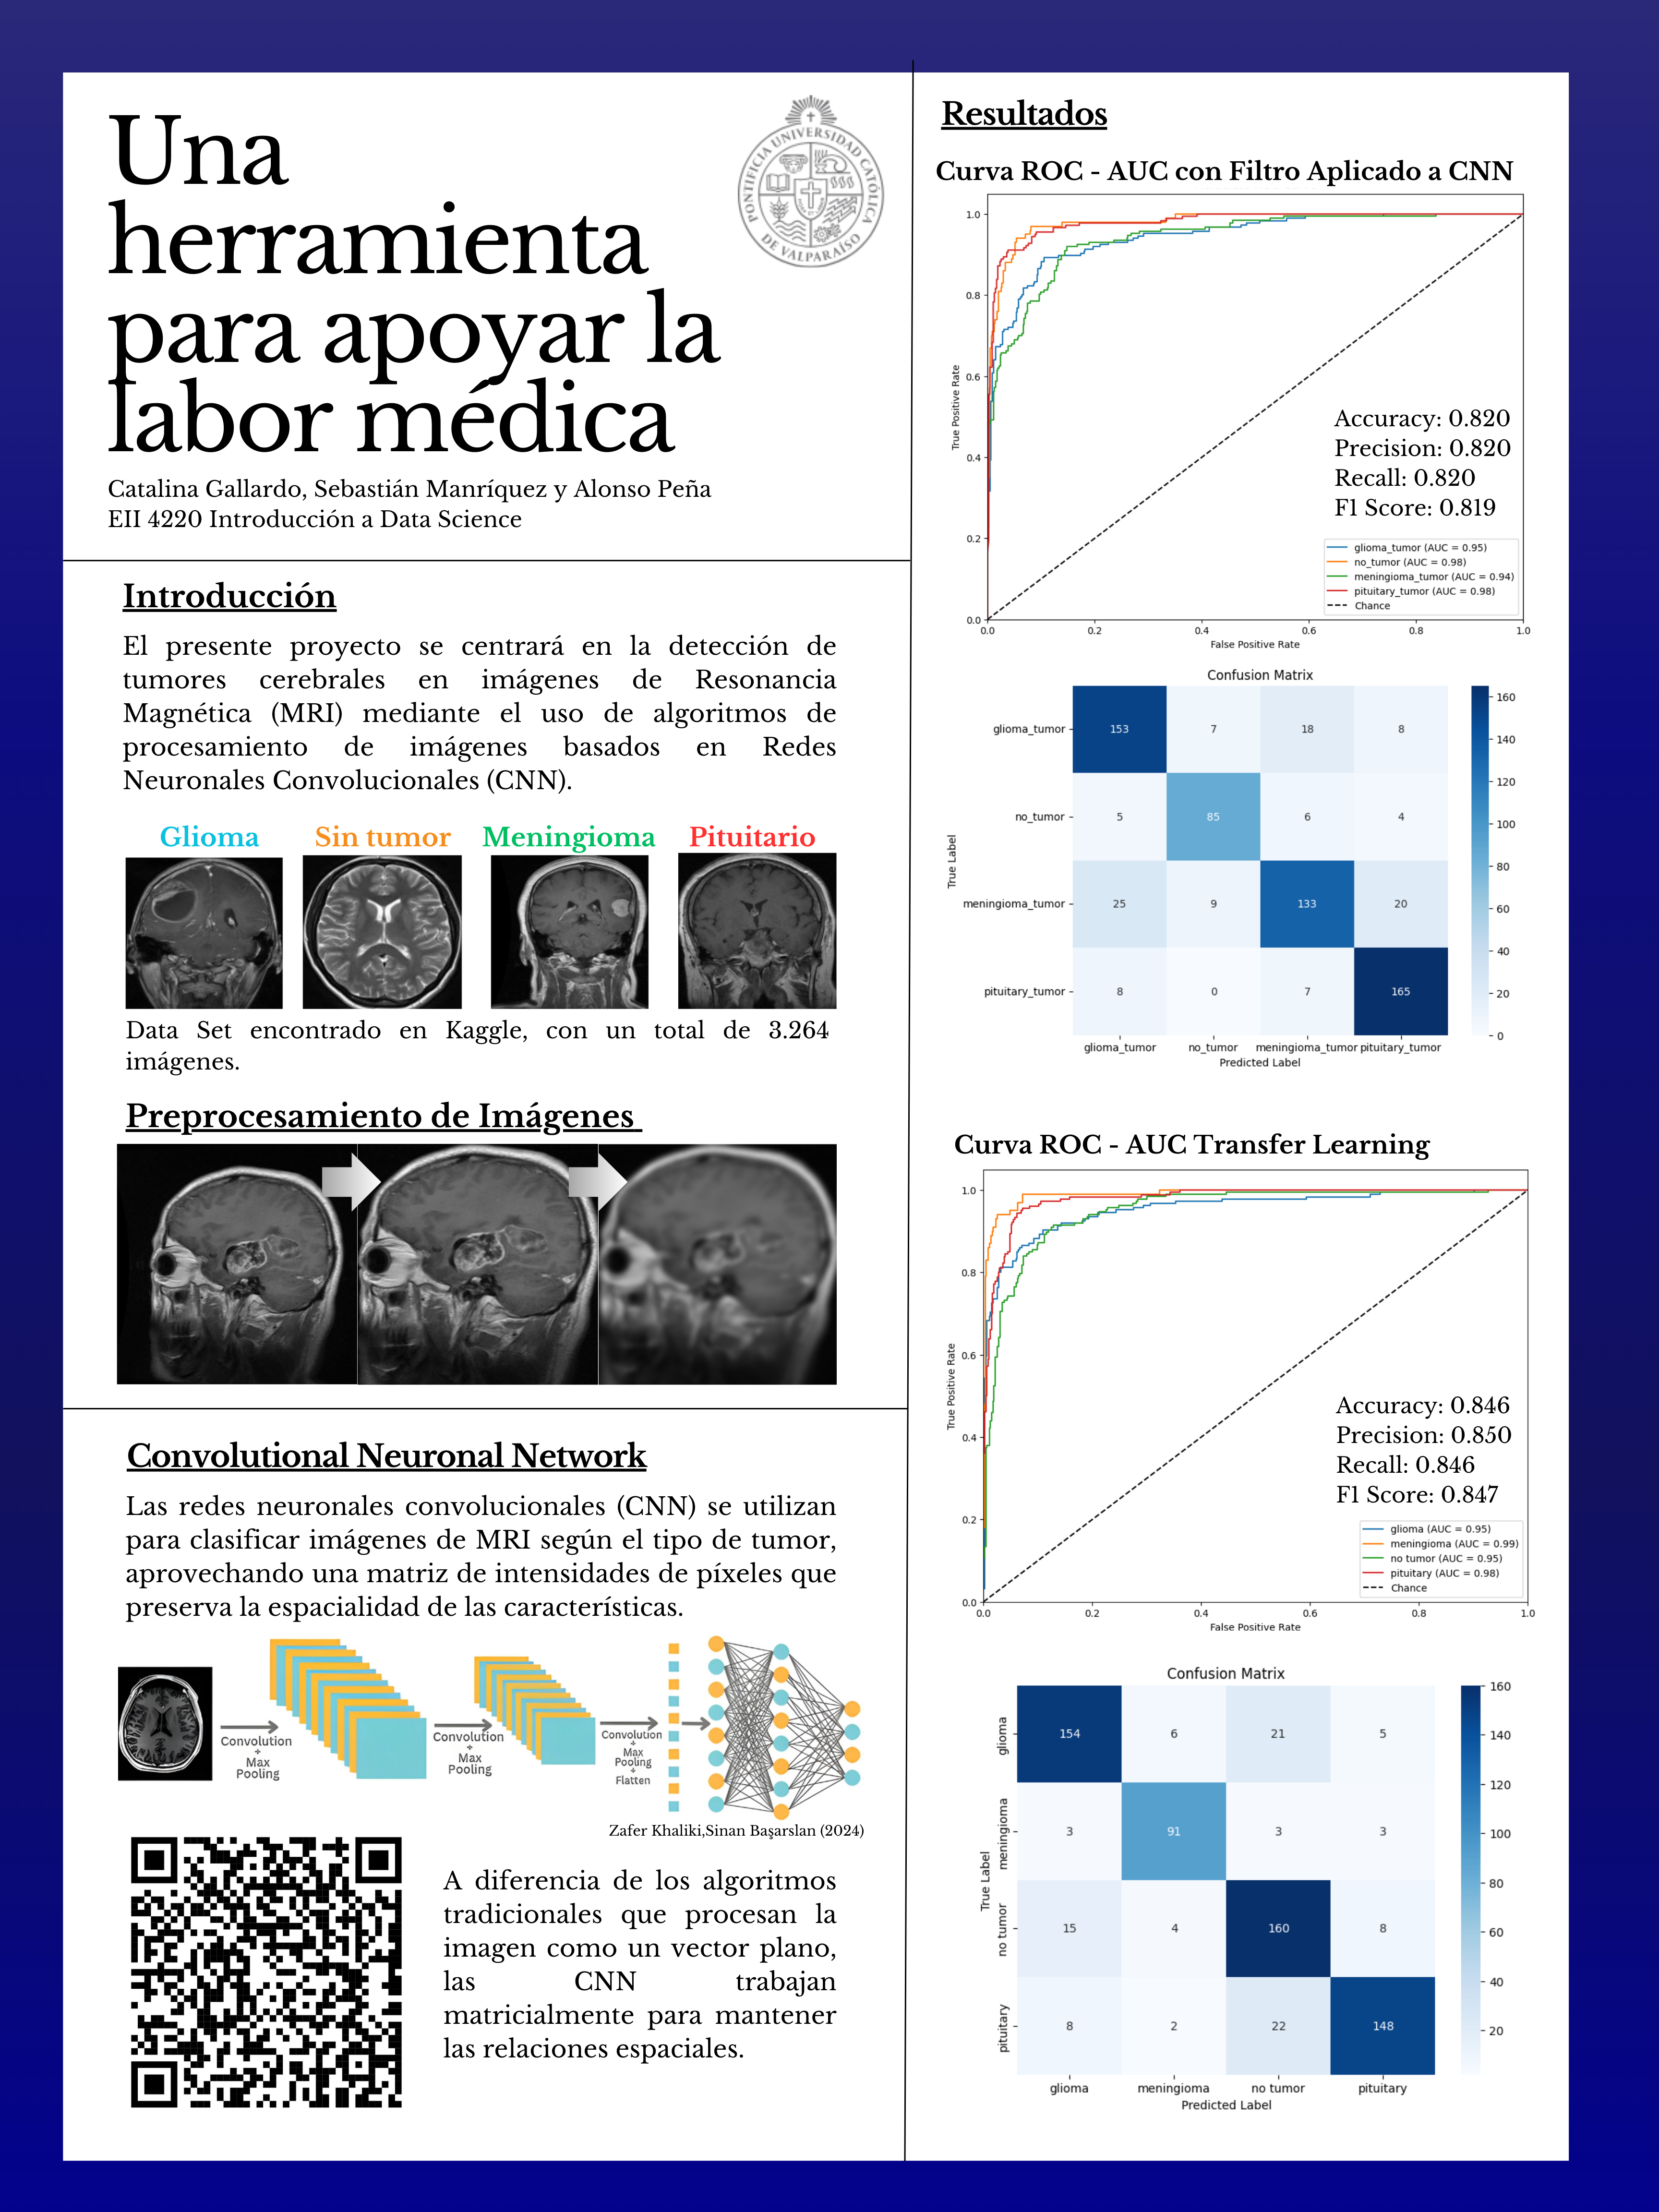 Una
herramienta
para apoyar la
labor médica
PONTIFICIA UNIVERSIDAD CATÓLICA
DE VALPARAÍSO
Catalina Gallardo, Sebastián Manríquez y Alonso Peña
EII 4220 Introducción a Data Science
Introducción
El presente proyecto se centrará en la detección de
tumores cerebrales en imágenes de Resonancia
Magnética (MRI) mediante el uso de algoritmos de
procesamiento de imágenes basados en Redes
Neuronales Convolucionales (CNN).
Glioma Sin tumor Meningioma Pituitario
Data Set encontrado en Kaggle, con un total de 3.264
imágenes.
Preprocesamiento de Imágenes
Convolutional Neuronal Network
Las redes neuronales convolucionales (CNN) se utilizan
para clasificar imágenes de MRI según el tipo de tumor,
aprovechando una matriz de intensidades de píxeles que
preserva la espacialidad de las características.
Convolution
+
Max
Pooling
Convolution
+
Max
Pooling
Convolution
+
Max
Pooling
+
Flatten
Zafer Khaliki,Sinan Başarslan (2024)
A diferencia de los algoritmos
tradicionales que procesan la
imagen como un vector plano,
las CNN trabajan
matricialmente para mantener
las relaciones espaciales.
Resultados
Curva ROC - AUC con Filtro Aplicado a CNN
1.0
0.8
0.6
0.4
0.2
0.0
True Positive Rate
Accuracy: 0.820
Precision: 0.820
Recall: 0.820
F1 Score: 0.819
glioma_tumor (AUC = 0.95)
no_tumor (AUC = 0.98)
meningioma_tumor (AUC = 0.94)
pituitary_tumor (AUC = 0.98)
Chance
0.0 0.2 0.4 0.6 0.8 1.0
False Positive Rate
Confusion Matrix
True Label
glioma_tumor 153 7 18 8
no_tumor 5 85 6 4
meningioma_tumor 25 9 133 20
pituitary_tumor 8 0 7 165
glioma_tumor no_tumor meningioma_tumor pituitary_tumor
Predicted Label
160
140
120
100
80
60
40
20
0
Curva ROC - AUC Transfer Learning
1.0
0.8
0.6
0.4
0.2
0.0
True Positive Rate
Accuracy: 0.846
Precision: 0.850
Recall: 0.846
F1 Score: 0.847
glioma (AUC = 0.95)
meningioma (AUC = 0.99)
no tumor (AUC = 0.95)
pituitary (AUC = 0.98)
Chance
0.0 0.2 0.4 0.6 0.8 1.0
False Positive Rate
Confusion Matrix
True Label
glioma 154 6 21 5
meningioma 3 91 3 3
no tumor 15 4 160 8
pituitary 8 2 22 148
glioma meningioma no tumor pituitary
Predicted Label
160
140
120
100
80
60
40
20